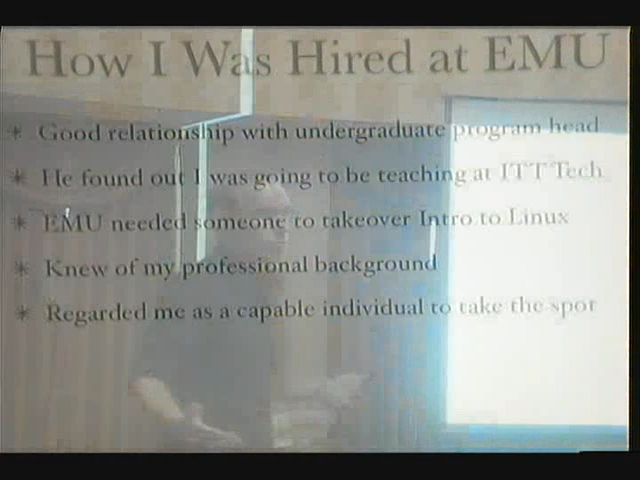 How I Was Hired at EMU
* Good relationship with undergraduate program head
* He found out I was going to be teaching at ITT Tech
* EMU needed someone to takeover Intro to Linux
* Knew of my professional background
* Regarded me as a capable individual to take the spot